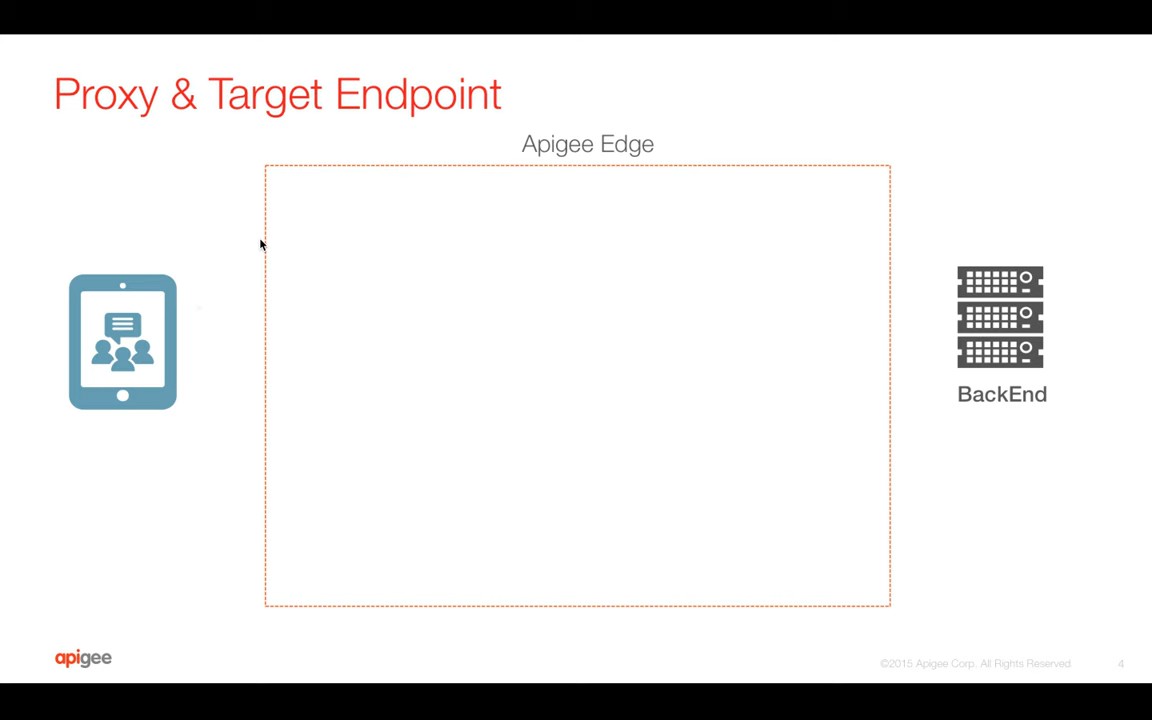 Proxy & Target Endpoint
Apigee Edge
BackEnd
apigee
©2015 Apigee Corp. All Rights Reserved.
4